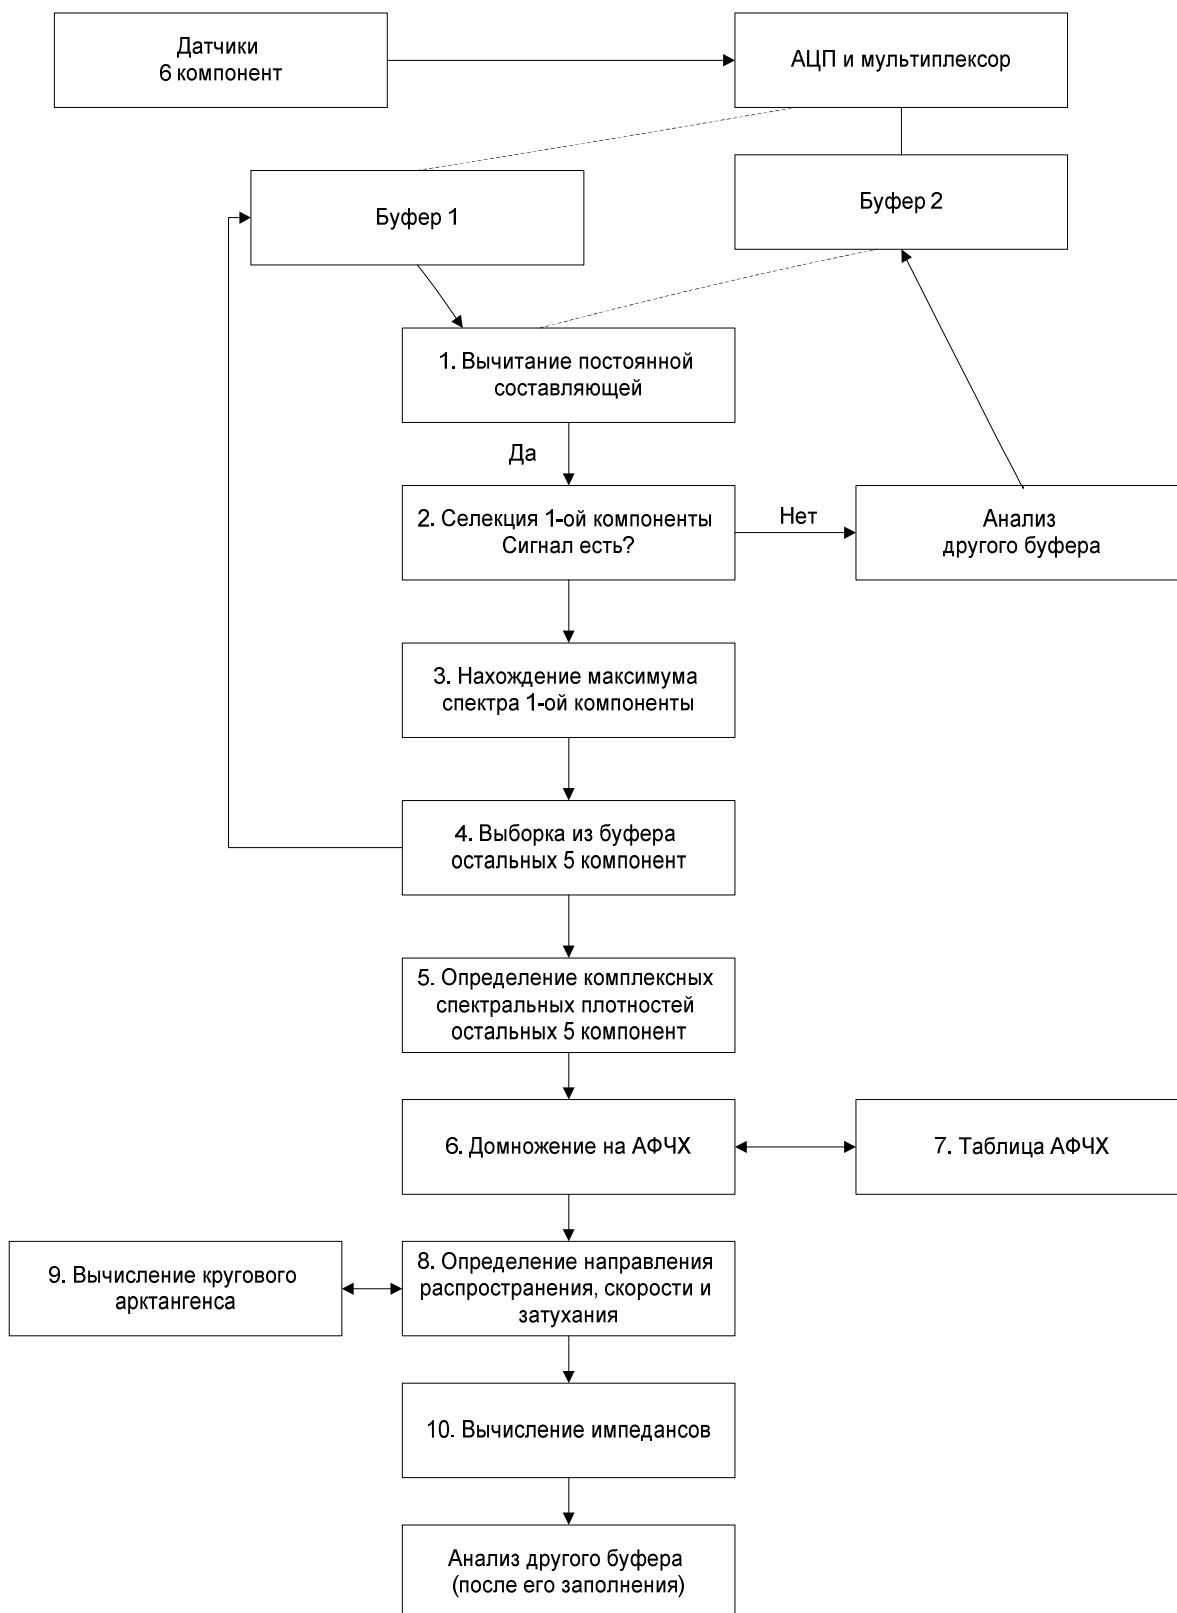 Датчики
6 компонент
АЦП и мультиплексор
Буфер 1
Буфер 2
1. Вычитание постоянной
составляющей
Да
2. Селекция 1-ой компоненты
Сигнал есть?
Нет
Анализ
другого буфера
3. Нахождение максимума
спектра 1-ой компоненты
4. Выборка из буфера
остальных 5 компонент
5. Определение комплексных
спектральных плотностей
остальных 5 компонент
6. Домножение на АФЧХ
7. Таблица АФЧХ
9. Вычисление кругового
арктангенса
8. Определение направления
распространения, скорости и
затухания
10. Вычисление импедансов
Анализ другого буфера
(после его заполнения)